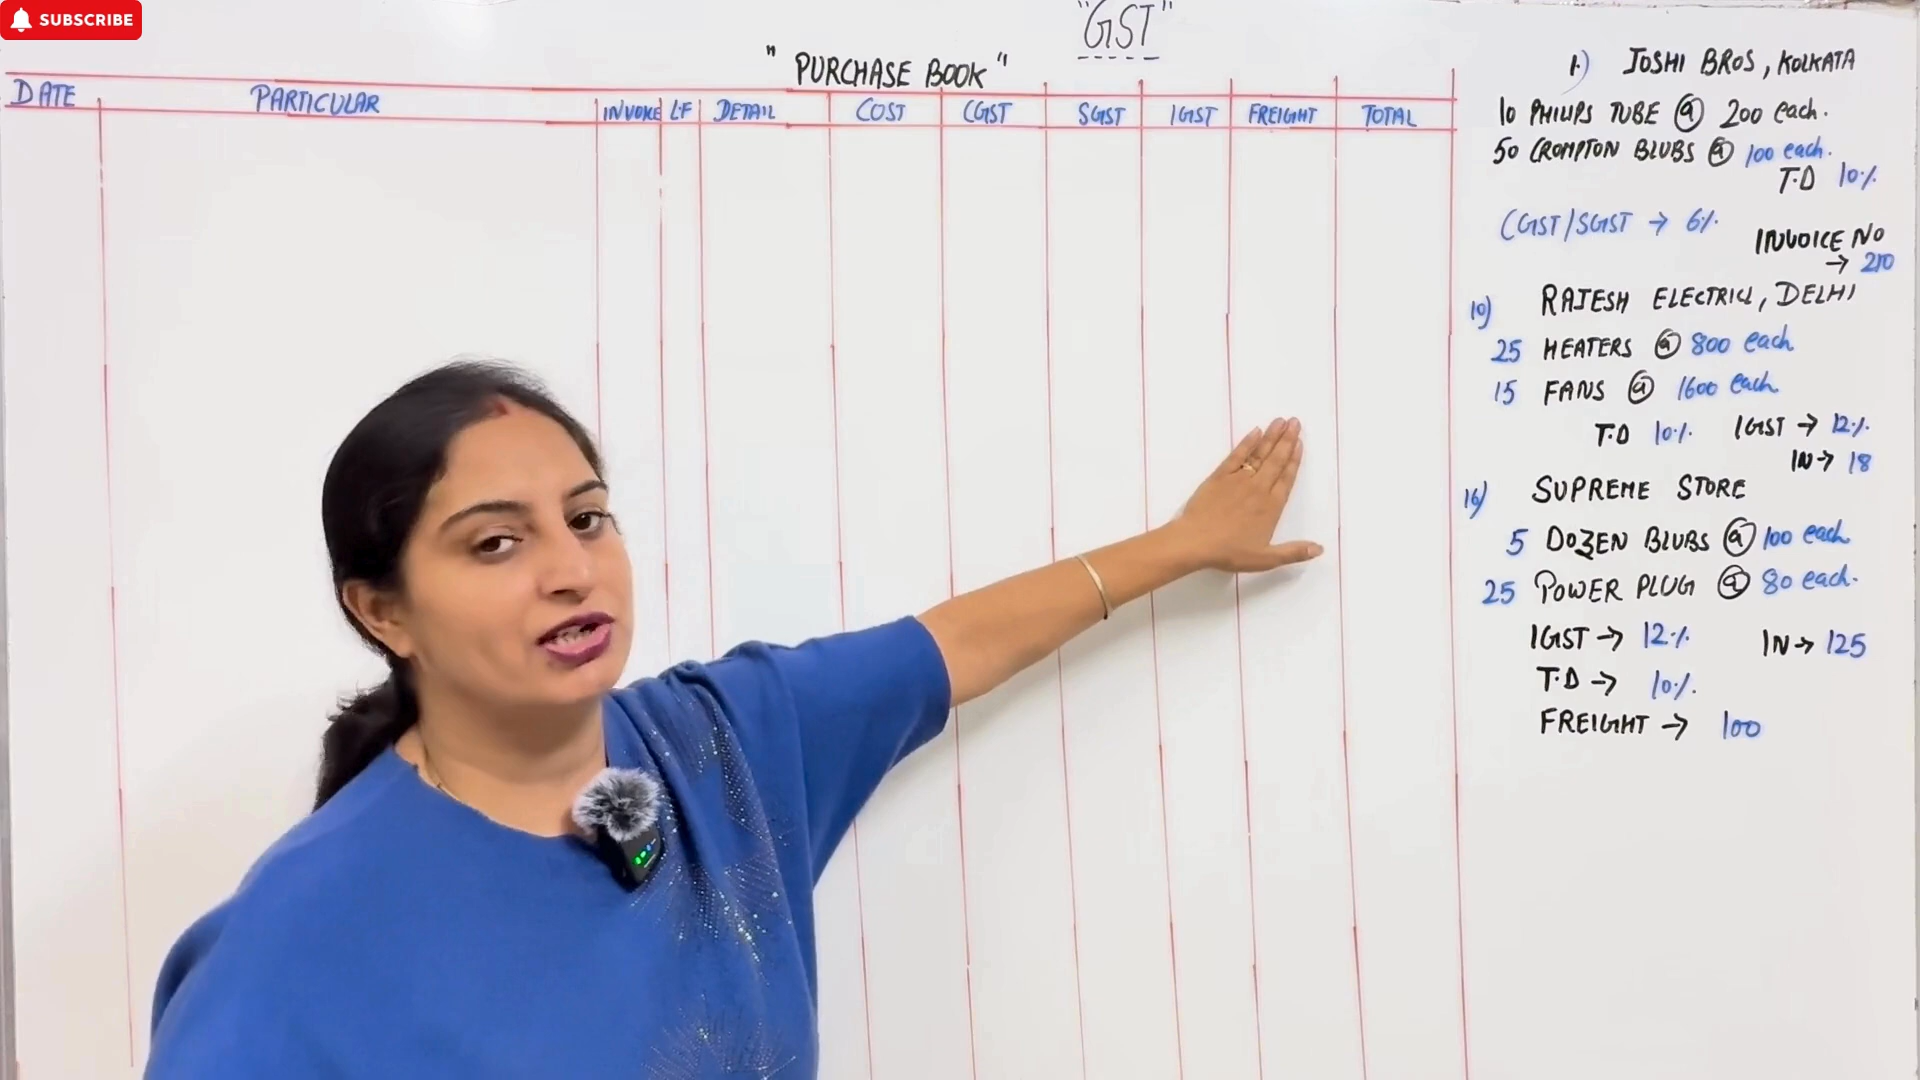 SUBSCRIBE
"GST"
"PURCHASE BOOK"
DATE PARTICULAR INVOICE L.F DETAIL COST CGST SGST IGST FREIGHT TOTAL
1.) JOSHI BROS, KOLKATA
10 PHILIPS TUBE @ 200 each.
50 CROMPTON BLUBS @ 100 each.
T.D 10%
CGST/SGST → 6%
INVOICE NO
→ 210
10) RAJESH ELECTRICL, DELHI
25 HEATERS @ 800 each
15 FANS @ 1600 each
T.D 10% IGST → 12%
IN → 18
16) SUPREME STORE
5 DOZEN BLUBS @ 100 each
25 POWER PLUG @ 80 each.
IGST → 12% IN → 125
T.D → 10%.
FREIGHT → 100